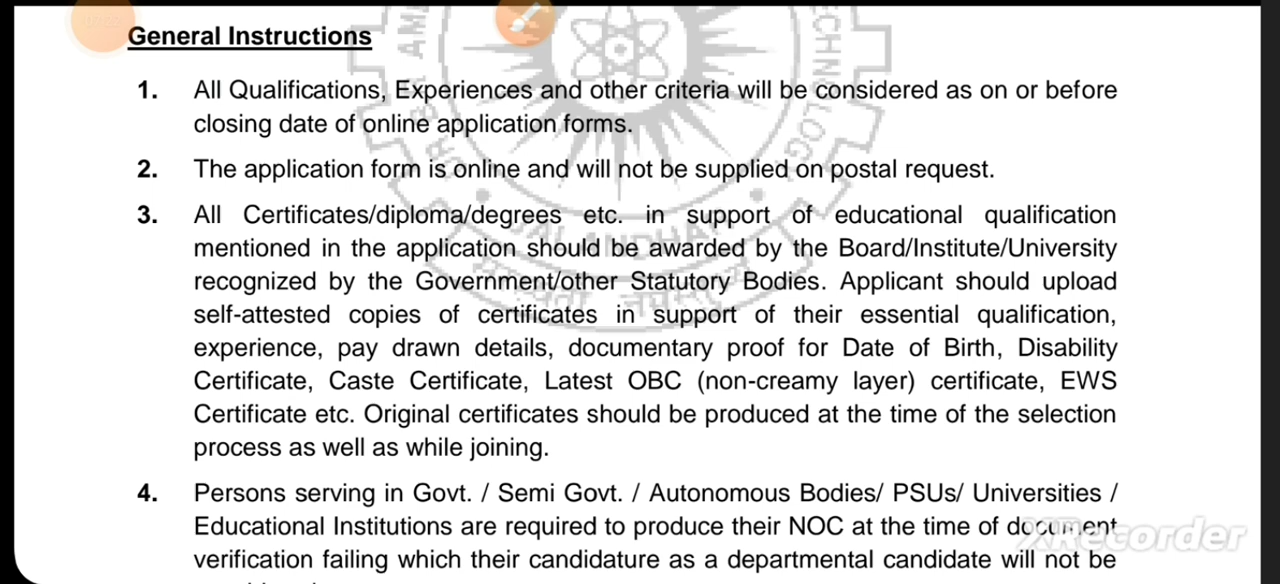 General Instructions
1. All Qualifications, Experiences and other criteria will be considered as on or before
closing date of online application forms.
2. The application form is online and will not be supplied on postal request.
3. All Certificates/diploma/degrees etc. in support of educational qualification
mentioned in the application should be awarded by the Board/Institute/University
recognized by the Government/other Statutory Bodies. Applicant should upload
self-attested copies of certificates in support of their essential qualification,
experience, pay drawn details, documentary proof for Date of Birth, Disability
Certificate, Caste Certificate, Latest OBC (non-creamy layer) certificate, EWS
Certificate etc. Original certificates should be produced at the time of the selection
process as well as while joining.
4. Persons serving in Govt. / Semi Govt. / Autonomous Bodies/ PSUs/ Universities /
Educational Institutions are required to produce their NOC at the time of document
verification failing which their candidature as a departmental candidate will not be
XRecorder
JALANDHAR